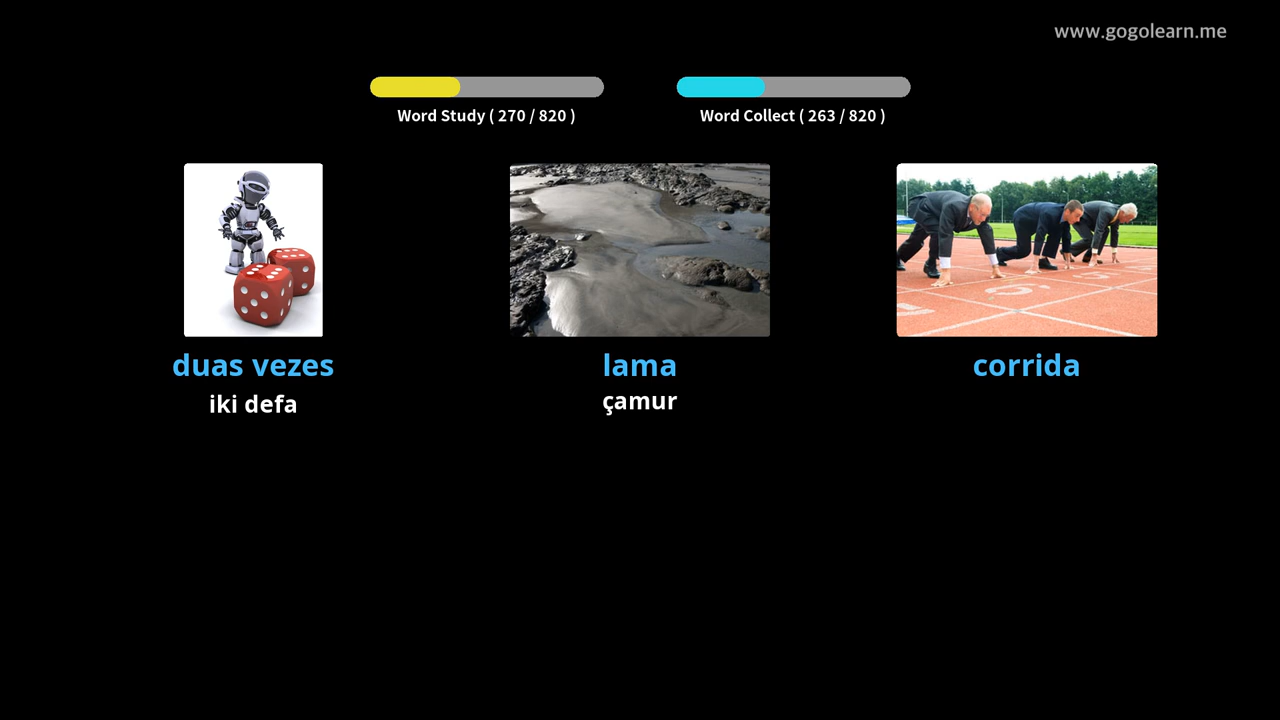 www.gogolearn.me
Word Study ( 270 / 820 )
Word Collect ( 263 / 820 )
duas vezes
iki defa
lama
çamur
corrida